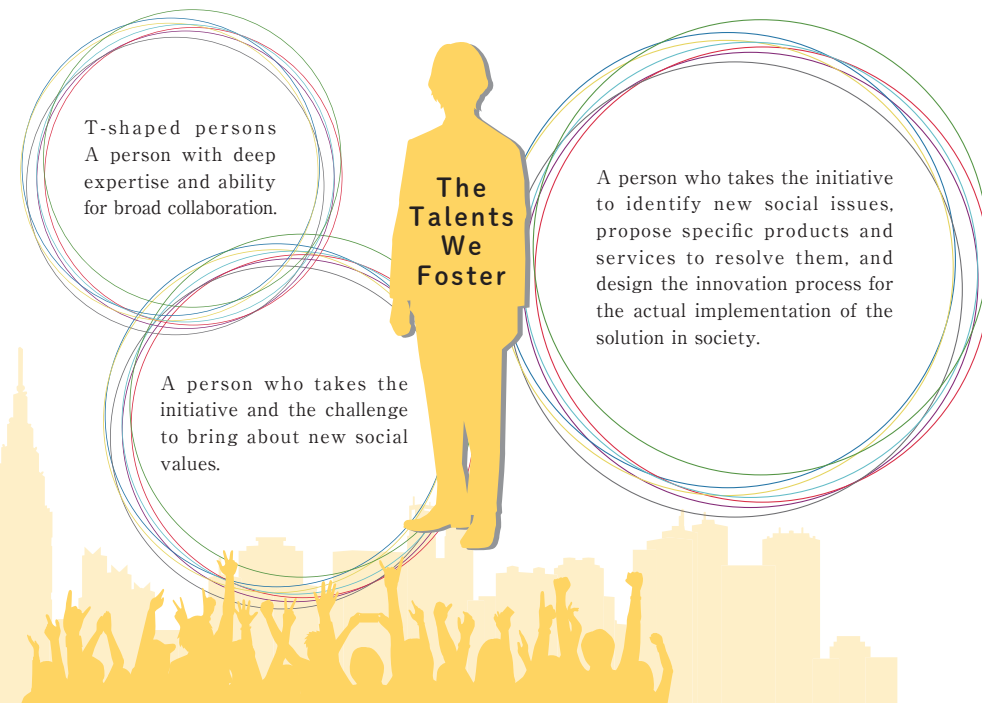 T-shaped persons
A person with deep
expertise and ability
for broad collaboration.
The
Talents
We
Foster
A person who takes the initiative
to identify new social issues,
propose specific products and
services to resolve them, and
design the innovation process for
the actual implementation of the
solution in society.
A person who takes the
initiative and the challenge
to bring about new social
values.